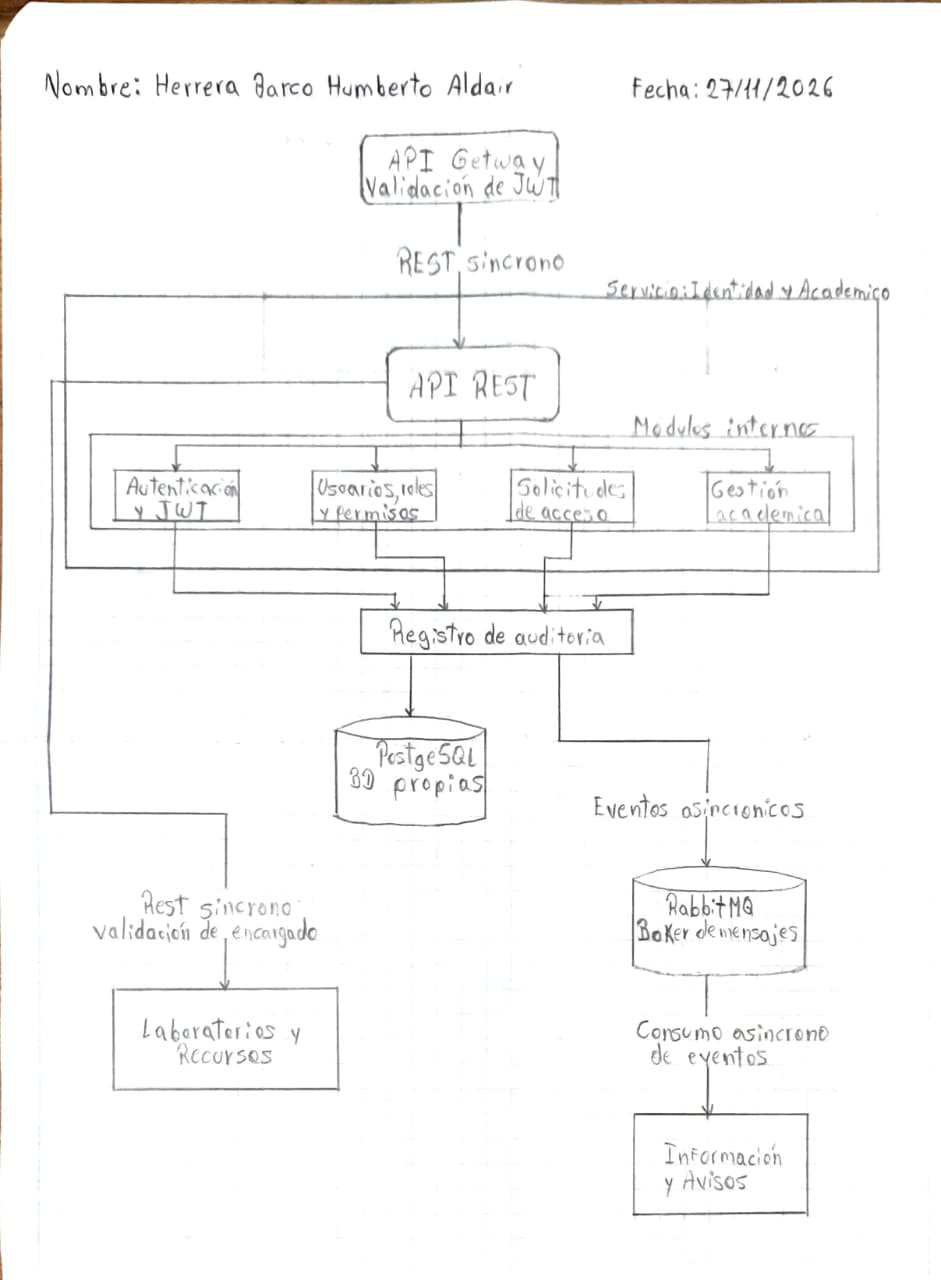 Nombre: Herrera Barco Humberto Aldair
Fecha: 27/11/2026
API Getway
Validación de JWT
REST sincrono
Servicio: Identidad y Academico
API REST
Modulos internos
Autenticación
y JWT
Usoarios, roles
y permisos
Solicitudes
de acceso
Gestión
academica
Registro de auditoria
PostgeSQL
BD propias
Eventos asincronicos
RabbitMQ
Boker de mensajes
Rest sincrono
validación de encargado
Laboratorios y
Recursos
Consumo asincrono
de eventos
Información
y Avisos